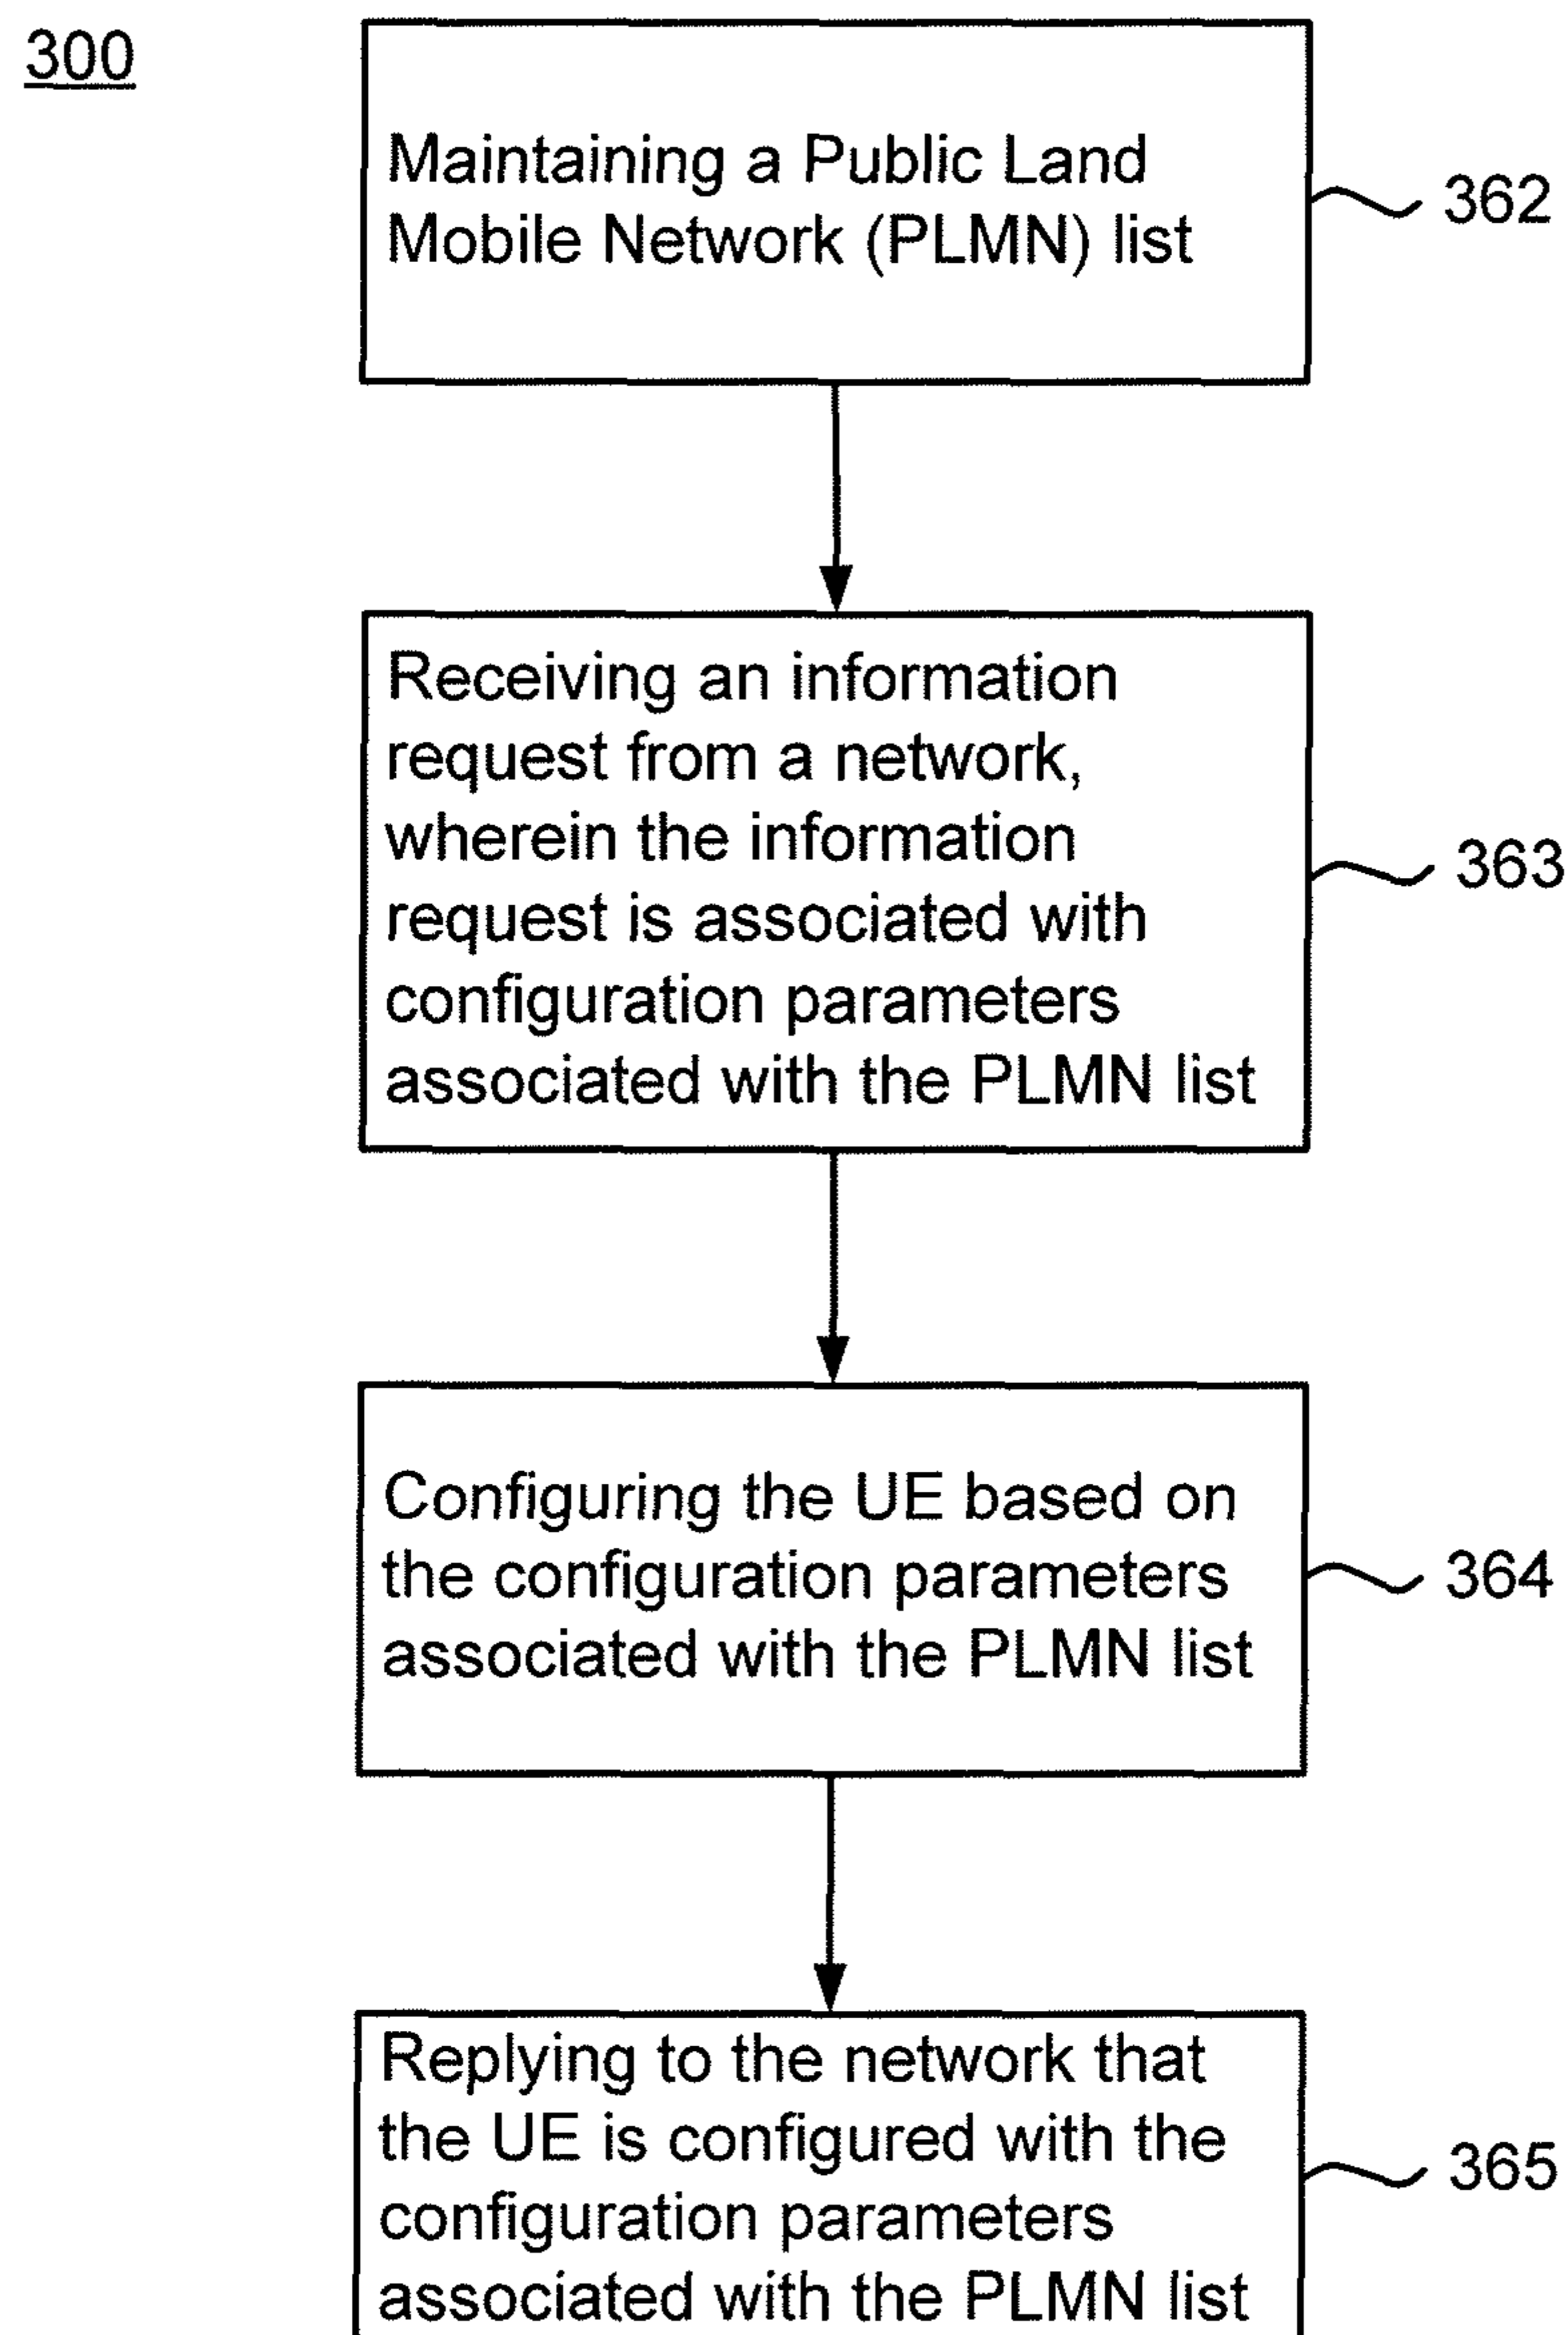 300
Maintaining a Public Land
Mobile Network (PLMN) list
362
Receiving an information
request from a network,
wherein the information
request is associated with
configuration parameters
associated with the PLMN list
363
Configuring the UE based on
the configuration parameters
associated with the PLMN list
364
Replying to the network that
the UE is configured with the
configuration parameters
associated with the PLMN list
365